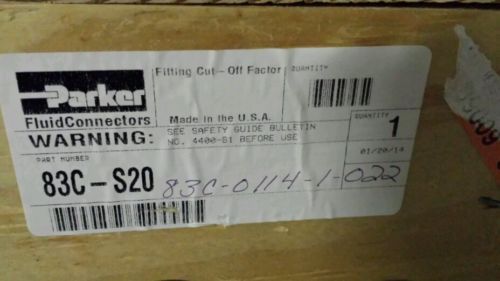 Parker
FluidConnectors
Fitting Cut-Off Factor
QUANTITY
Made in the U.S.A.
WARNING:
SEE SAFETY GUIDE BULLETIN
NO. 4400-B1 BEFORE USE
QUANTITY
1
01/20/14
PART NUMBER
83C-S20
83C-0114-1-022